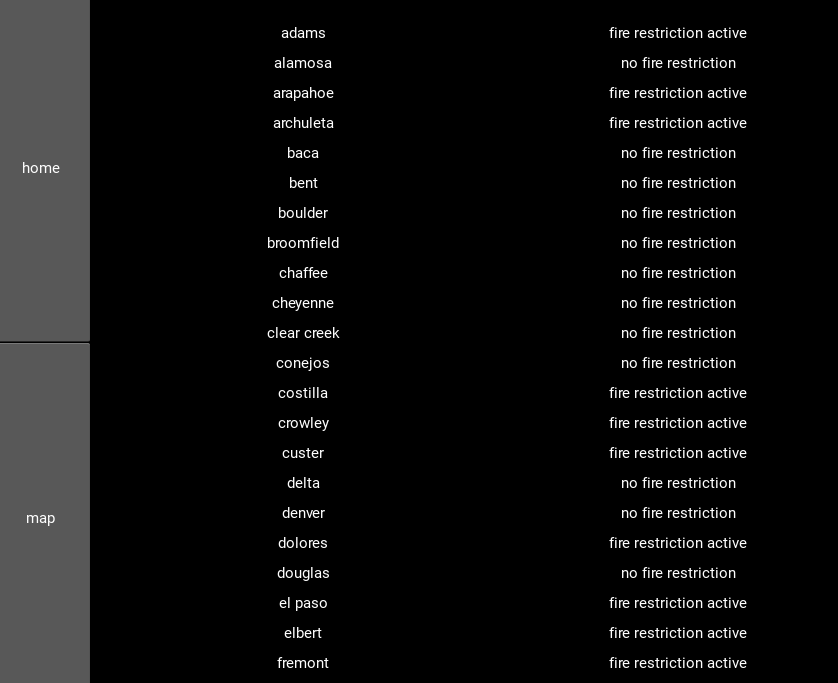 home
map
adams fire restriction active
alamosa no fire restriction
arapahoe fire restriction active
archuleta fire restriction active
baca no fire restriction
bent no fire restriction
boulder no fire restriction
broomfield no fire restriction
chaffee no fire restriction
cheyenne no fire restriction
clear creek no fire restriction
conejos no fire restriction
costilla fire restriction active
crowley fire restriction active
custer fire restriction active
delta no fire restriction
denver no fire restriction
dolores fire restriction active
douglas no fire restriction
el paso fire restriction active
elbert fire restriction active
fremont fire restriction active